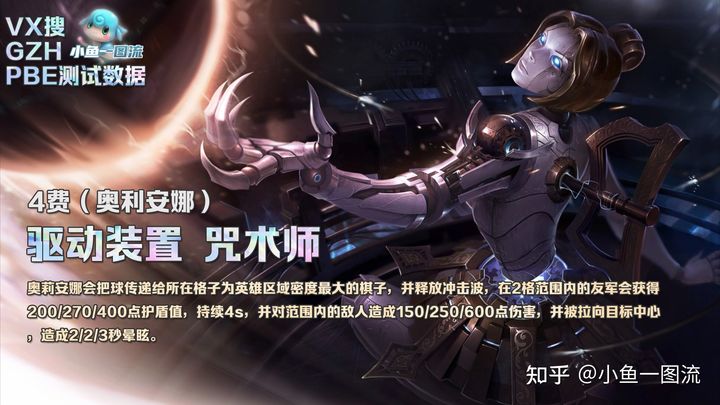 VX搜
GZH 小鱼一图流
PBE测试数据
4费（奥利安娜）
驱动装置 咒术师
奥莉安娜会把球传递给所在格子为英雄区域密度最大的棋子，并释放冲击波，在2格范围内的友军会获得
200/270/400点护盾值，持续4s，并对范围内的敌人造成150/250/600点伤害，并被拉向目标中心
，造成2/2/3秒晕眩。
知乎 @小鱼一图流